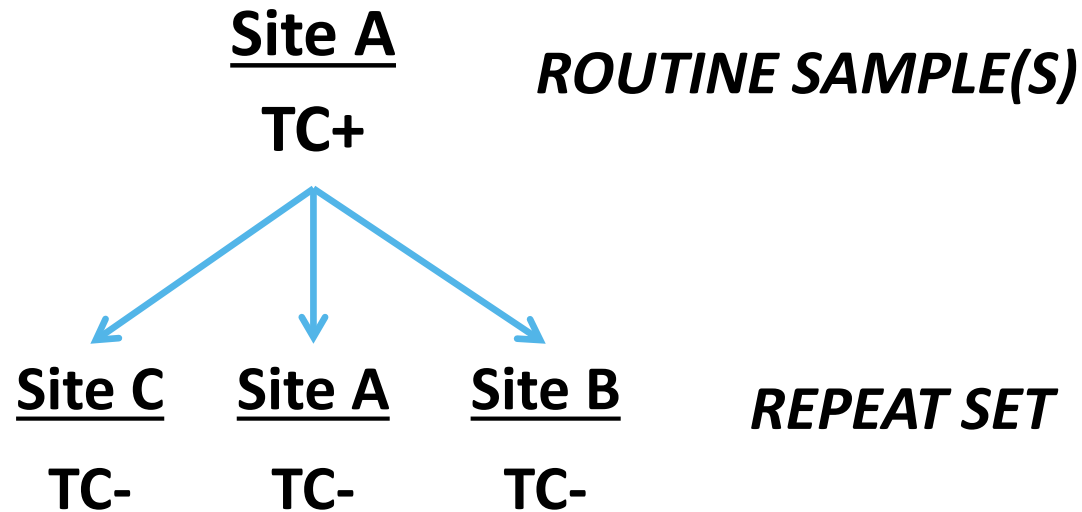 Site A
ROUTINE SAMPLE(S)
TC+
Site C Site A Site B
REPEAT SET
TC- TC- TC-